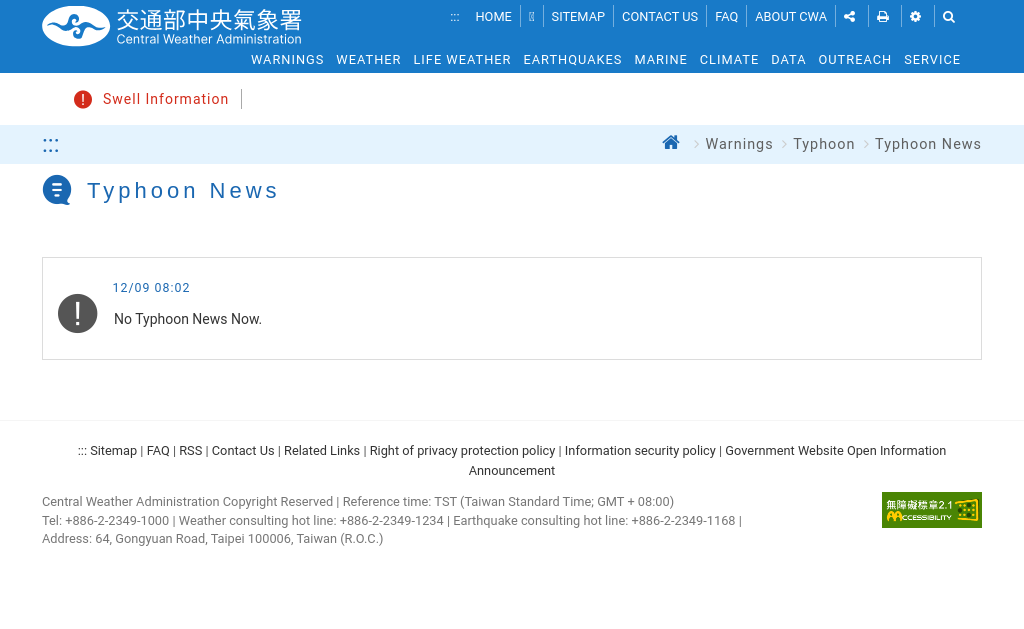 交通部中央氣象署
Central Weather Administration
::: HOME SITEMAP CONTACT US FAQ ABOUT CWA
WARNINGS WEATHER LIFE WEATHER EARTHQUAKES MARINE CLIMATE DATA OUTREACH SERVICE
Swell Information
::: Warnings Typhoon Typhoon News
Typhoon News
12/09 08:02
No Typhoon News Now.
::: Sitemap | FAQ | RSS | Contact Us | Related Links | Right of privacy protection policy | Information security policy | Government Website Open Information
Announcement
Central Weather Administration Copyright Reserved | Reference time: TST (Taiwan Standard Time; GMT + 08:00)
Tel: +886-2-2349-1000 | Weather consulting hot line: +886-2-2349-1234 | Earthquake consulting hot line: +886-2-2349-1168 |
Address: 64, Gongyuan Road, Taipei 100006, Taiwan (R.O.C.)
無障礙標章2.1
AACCESSIBILITY